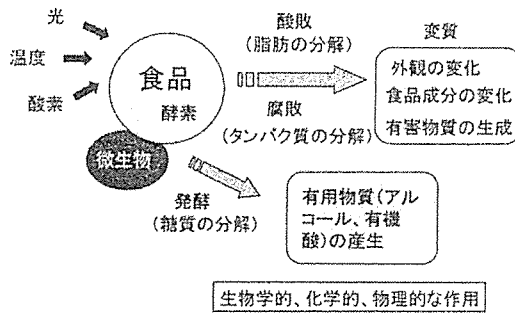 光
温度
酸素
食品
酵素
微生物
酸敗
(脂肪の分解)
腐敗
(タンパク質の分解)
変質
外観の変化
食品成分の変化
有害物質の生成
発酵
(糖質の分解)
有用物質(アル
コール、有機
酸)の産生
生物学的、化学的、物理的な作用